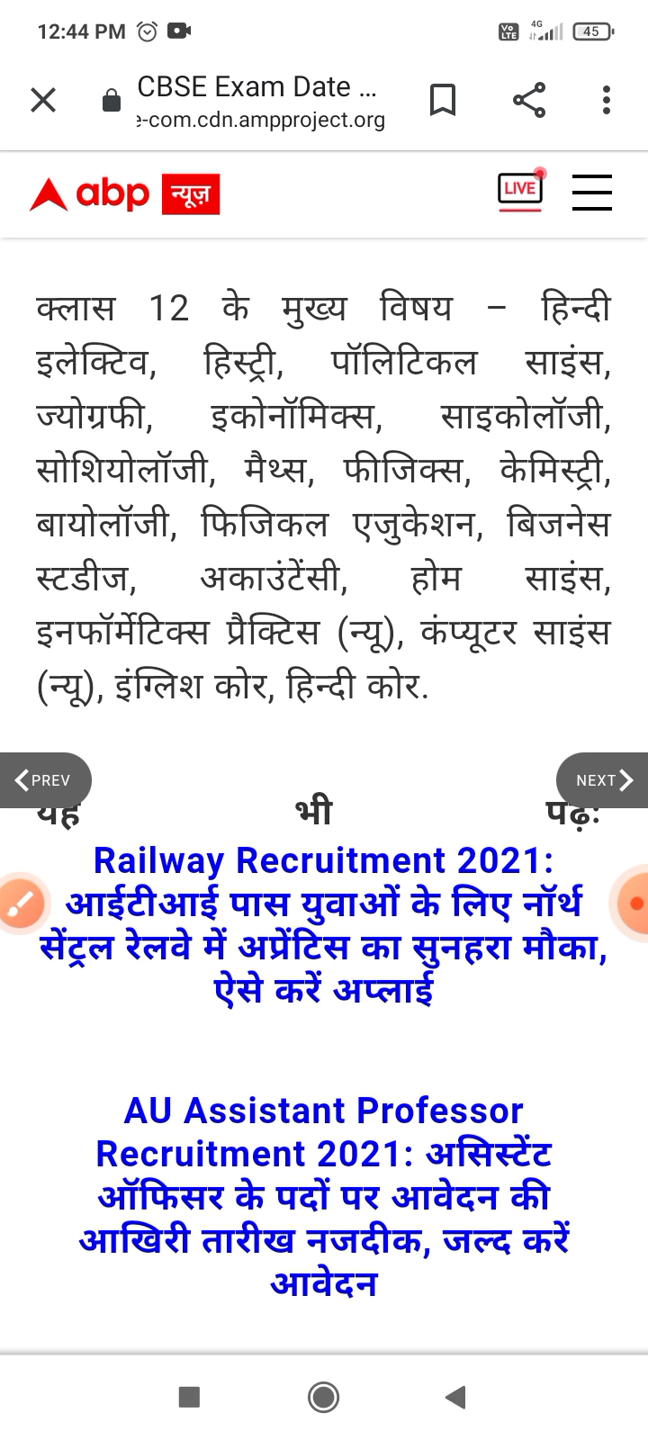 12:44 PM
Vo LTE 4G 45
CBSE Exam Date ...
e-com.cdn.ampproject.org
abp न्यूज़ LIVE
क्लास 12 के मुख्य विषय – हिन्दी
इलेक्टिव, हिस्ट्री, पॉलिटिकल साइंस,
ज्योग्रफी, इकोनॉमिक्स, साइकोलॉजी,
सोशियोलॉजी, मैथ्स, फीजिक्स, केमिस्ट्री,
बायोलॉजी, फिजिकल एजुकेशन, बिजनेस
स्टडीज, अकाउंटेंसी, होम साइंस,
इनफॉर्मेटिक्स प्रैक्टिस (न्यू), कंप्यूटर साइंस
(न्यू), इंग्लिश कोर, हिन्दी कोर.
PREV NEXT
यह भी पढ़ें:
Railway Recruitment 2021:
आईटीआई पास युवाओं के लिए नॉर्थ
सेंट्रल रेलवे में अप्रेंटिस का सुनहरा मौका,
ऐसे करें अप्लाई
AU Assistant Professor
Recruitment 2021: असिस्टेंट
ऑफिसर के पदों पर आवेदन की
आखिरी तारीख नजदीक, जल्द करें
आवेदन